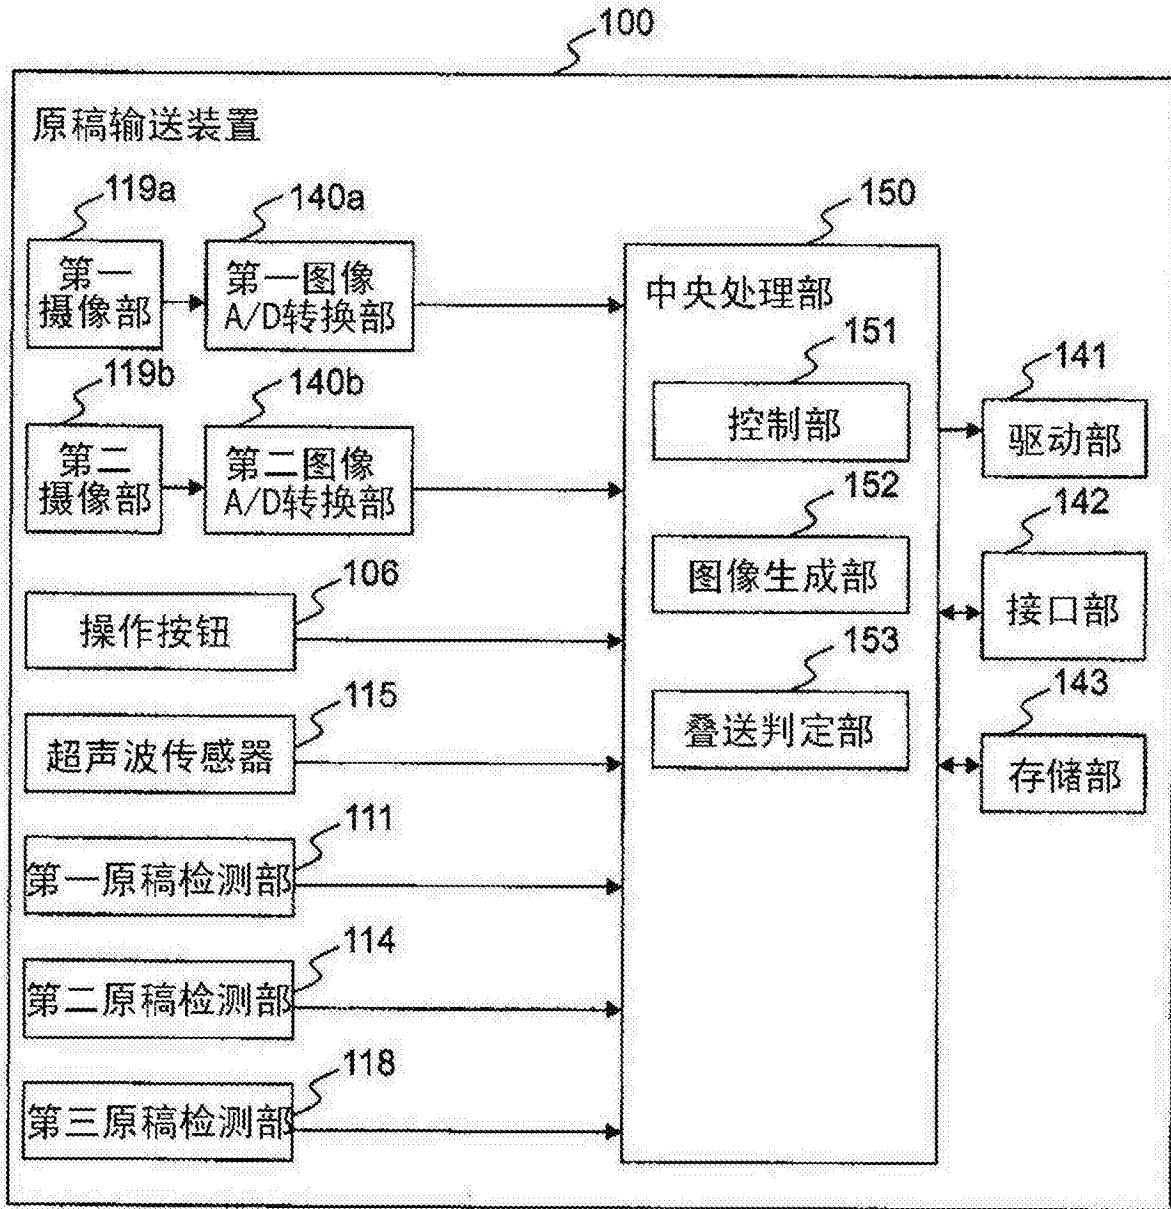 100
原稿输送装置
119a
第一
摄像部
140a
第一图像
A/D转换部
119b
第二
摄像部
140b
第二图像
A/D转换部
106
操作按钮
115
超声波传感器
111
第一原稿检测部
114
第二原稿检测部
118
第三原稿检测部
150
中央处理部
151
控制部
152
图像生成部
153
叠送判定部
141
驱动部
142
接口部
143
存储部